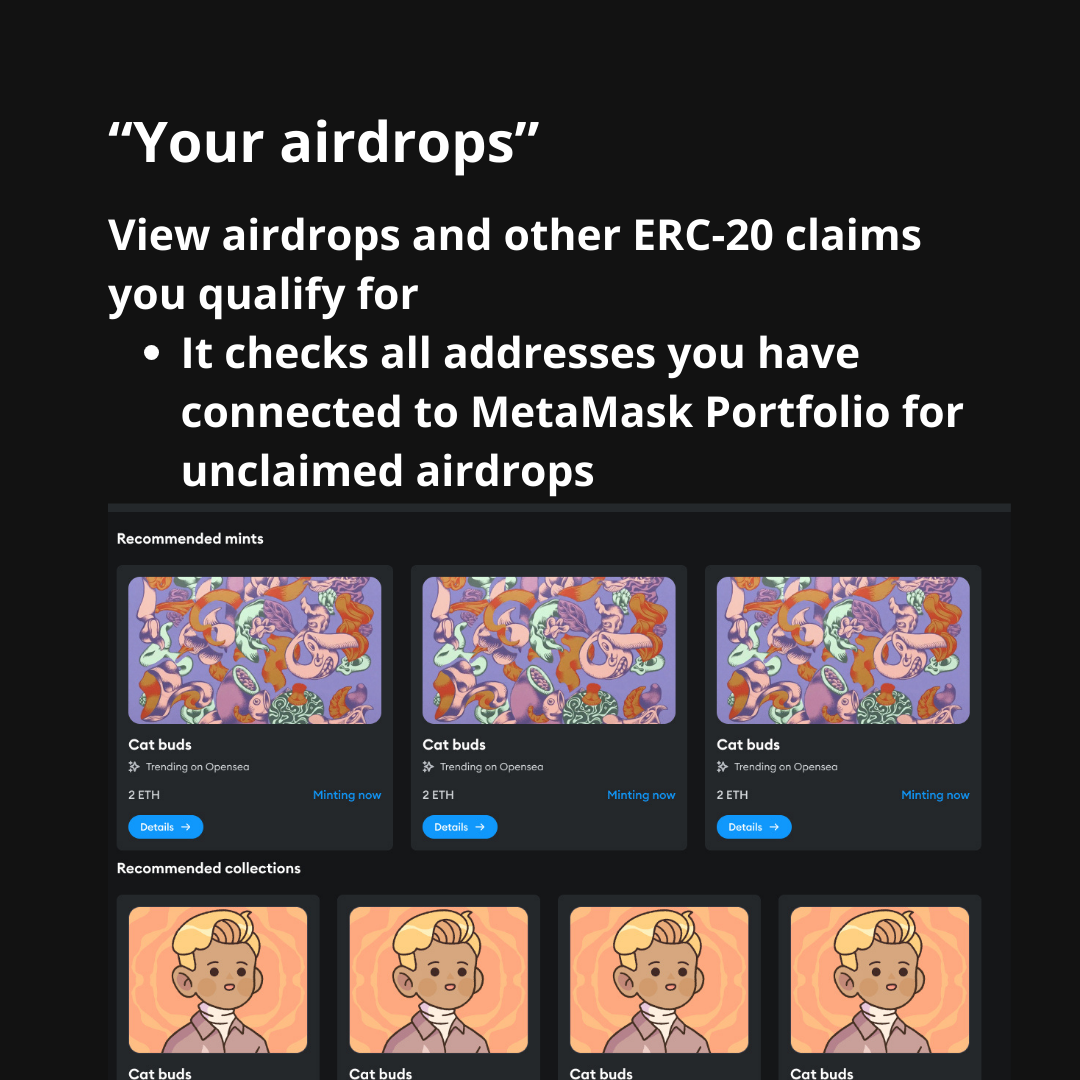 “Your airdrops”
View airdrops and other ERC-20 claims
you qualify for
• It checks all addresses you have
connected to MetaMask Portfolio for
unclaimed airdrops
Recommended mints
Cat buds
Trending on Opensea
2 ETH Minting now
Details →
Cat buds
Trending on Opensea
2 ETH Minting now
Details →
Cat buds
Trending on Opensea
2 ETH Minting now
Details →
Recommended collections
Cat buds
Cat buds
Cat buds
Cat buds